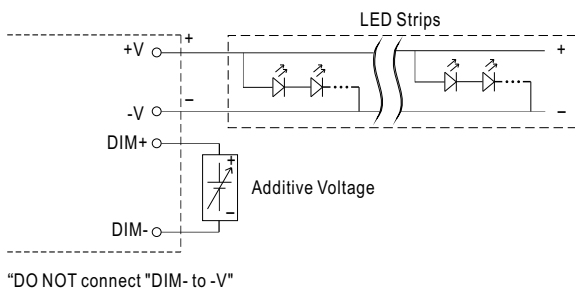 LED Strips
+V + +
-V – –
DIM+
+
Additive Voltage
–
DIM-
“DO NOT connect "DIM- to -V"